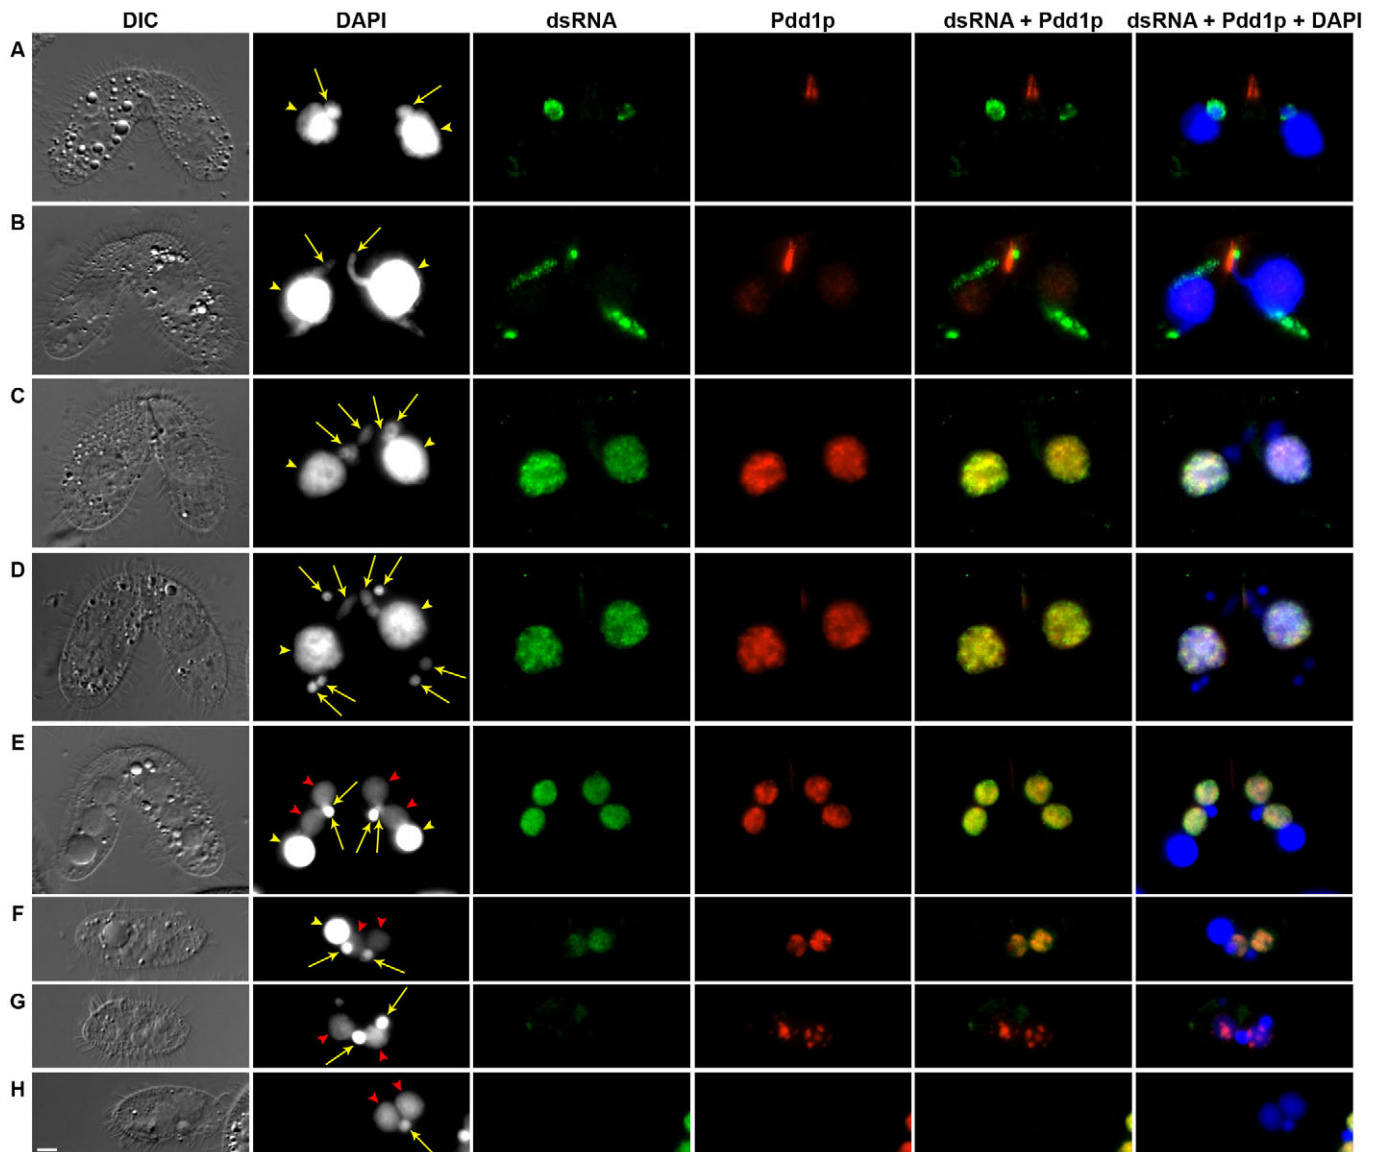 DIC DAPI dsRNA Pdd1p dsRNA + Pdd1p dsRNA + Pdd1p + DAPI
A
B
C
D
E
F
G
H